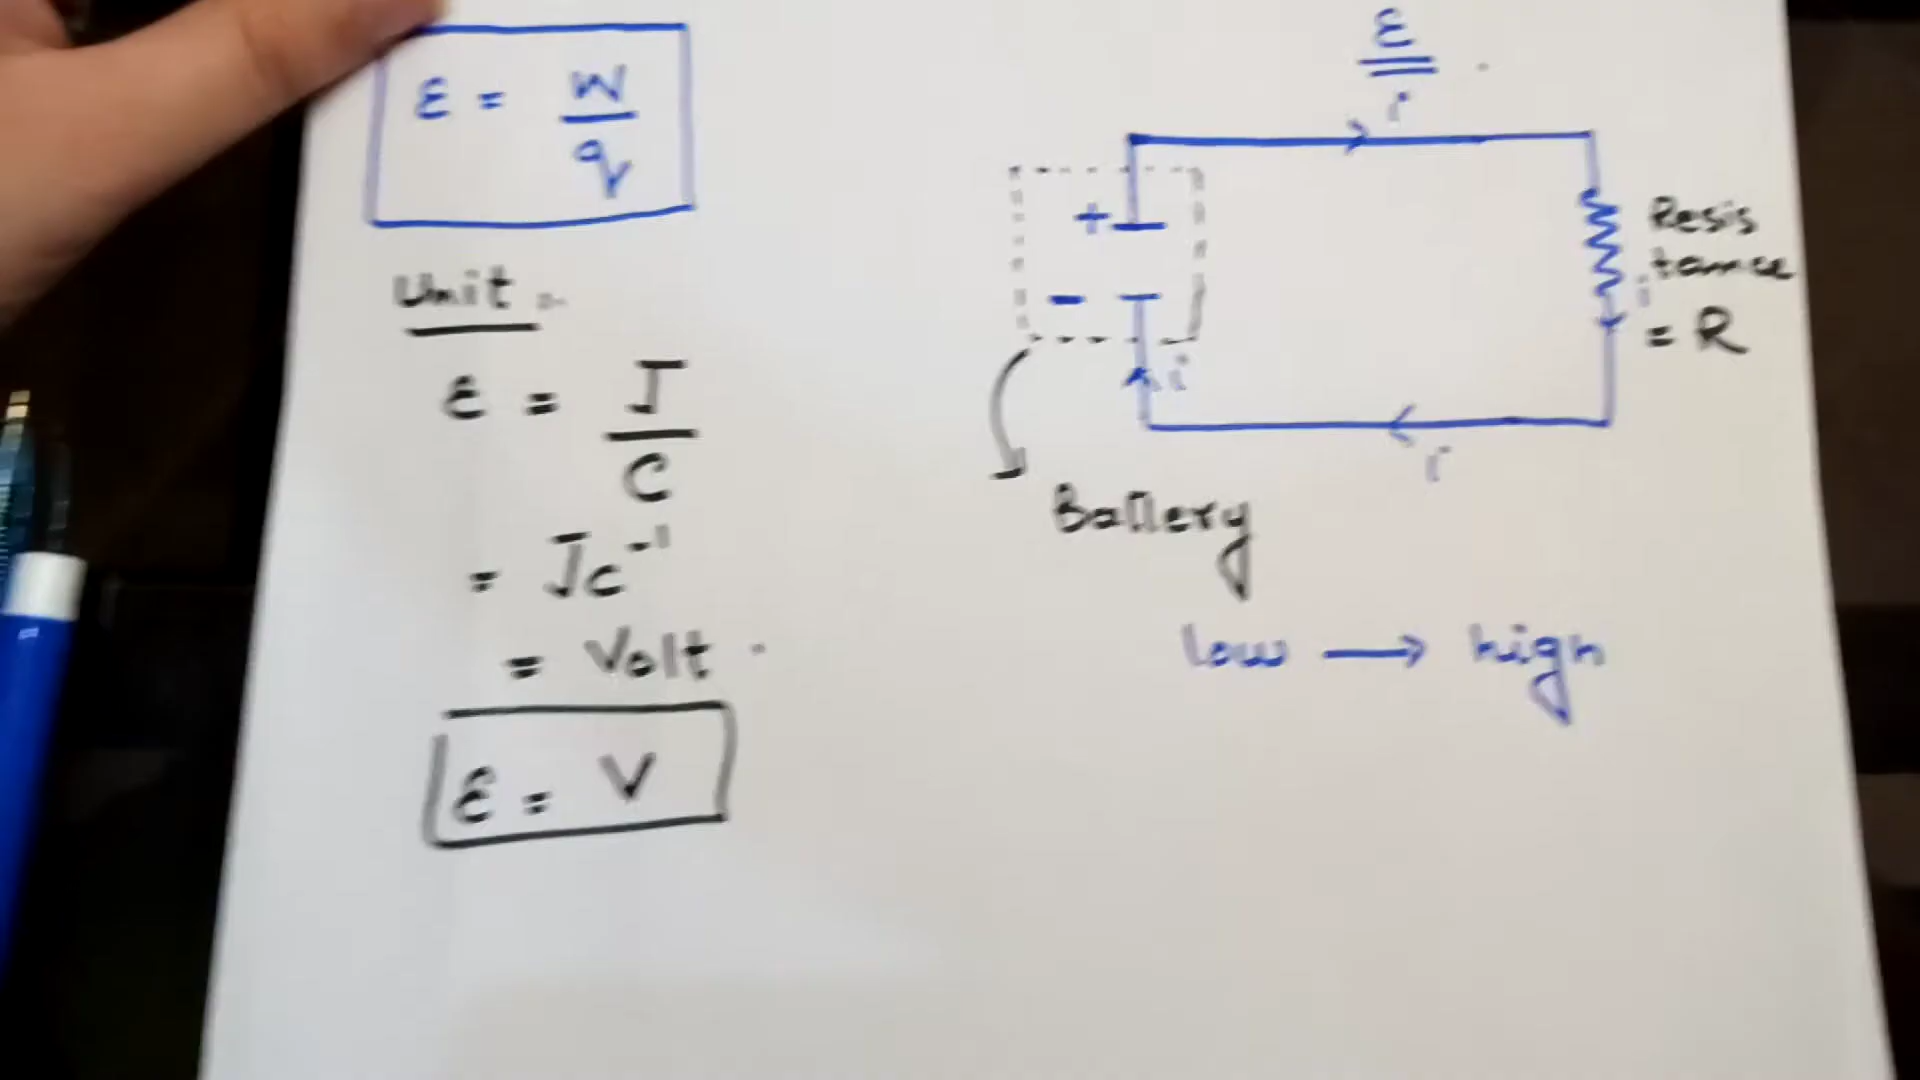 ε = W/q
Unit :-
ε = J/C
= JC⁻¹
= Volt .
ε = V
ε
i
+
-
i
Resis
tance
i
= R
i
Battery
low → high